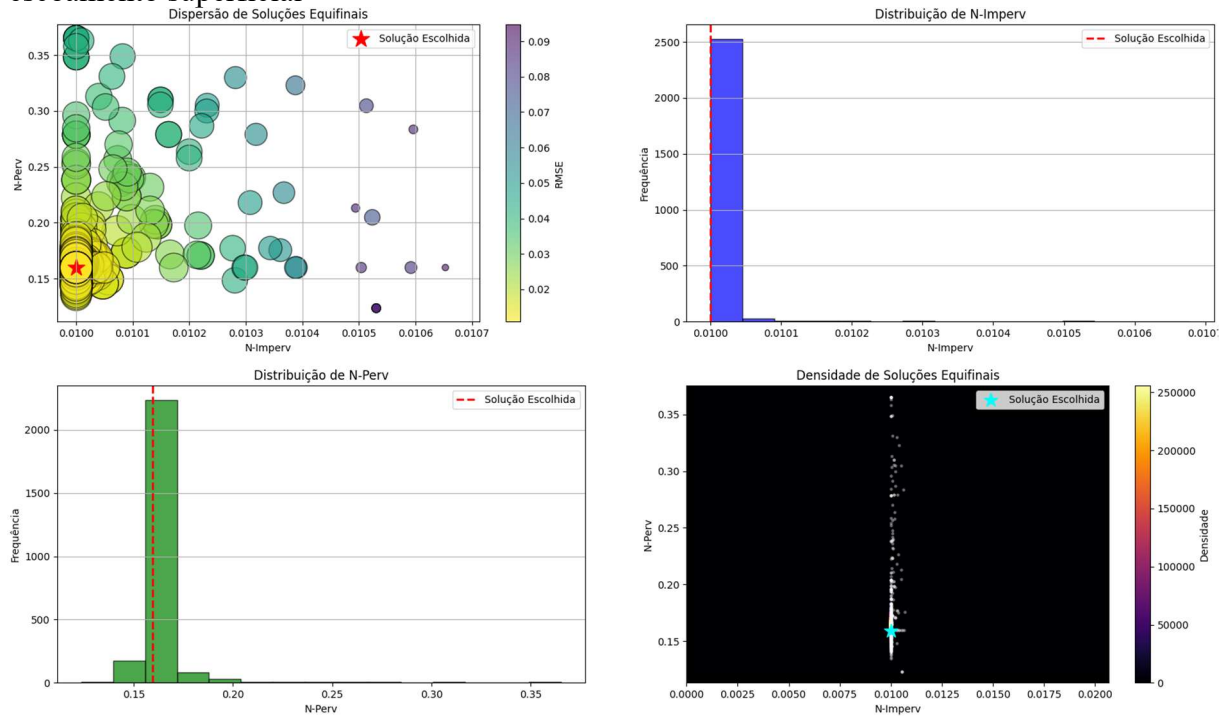 escoamento superficial
Dispersão de Soluções Equifinais
Solução Escolhida
0.35
0.30
0.25
0.20
0.15
N-Perv
0.0100 0.0101 0.0102 0.0103 0.0104 0.0105 0.0106 0.0107
N-Imperv
0.09
0.08
0.07
0.06
0.05
0.04
0.03
0.02
RMSE
Distribuição de N-Imperv
Solução Escolhida
2500
2000
1500
1000
500
0
Frequência
0.0100 0.0101 0.0102 0.0103 0.0104 0.0105 0.0106 0.0107
N-Imperv
Distribuição de N-Perv
Solução Escolhida
2000
1500
1000
500
0
Frequência
0.15 0.20 0.25 0.30 0.35
N-Perv
Densidade de Soluções Equifinais
Solução Escolhida
0.35
0.30
0.25
0.20
0.15
N-Perv
0.0000 0.0025 0.0050 0.0075 0.0100 0.0125 0.0150 0.0175 0.0200
N-Imperv
250000
200000
150000
100000
50000
0
Densidade